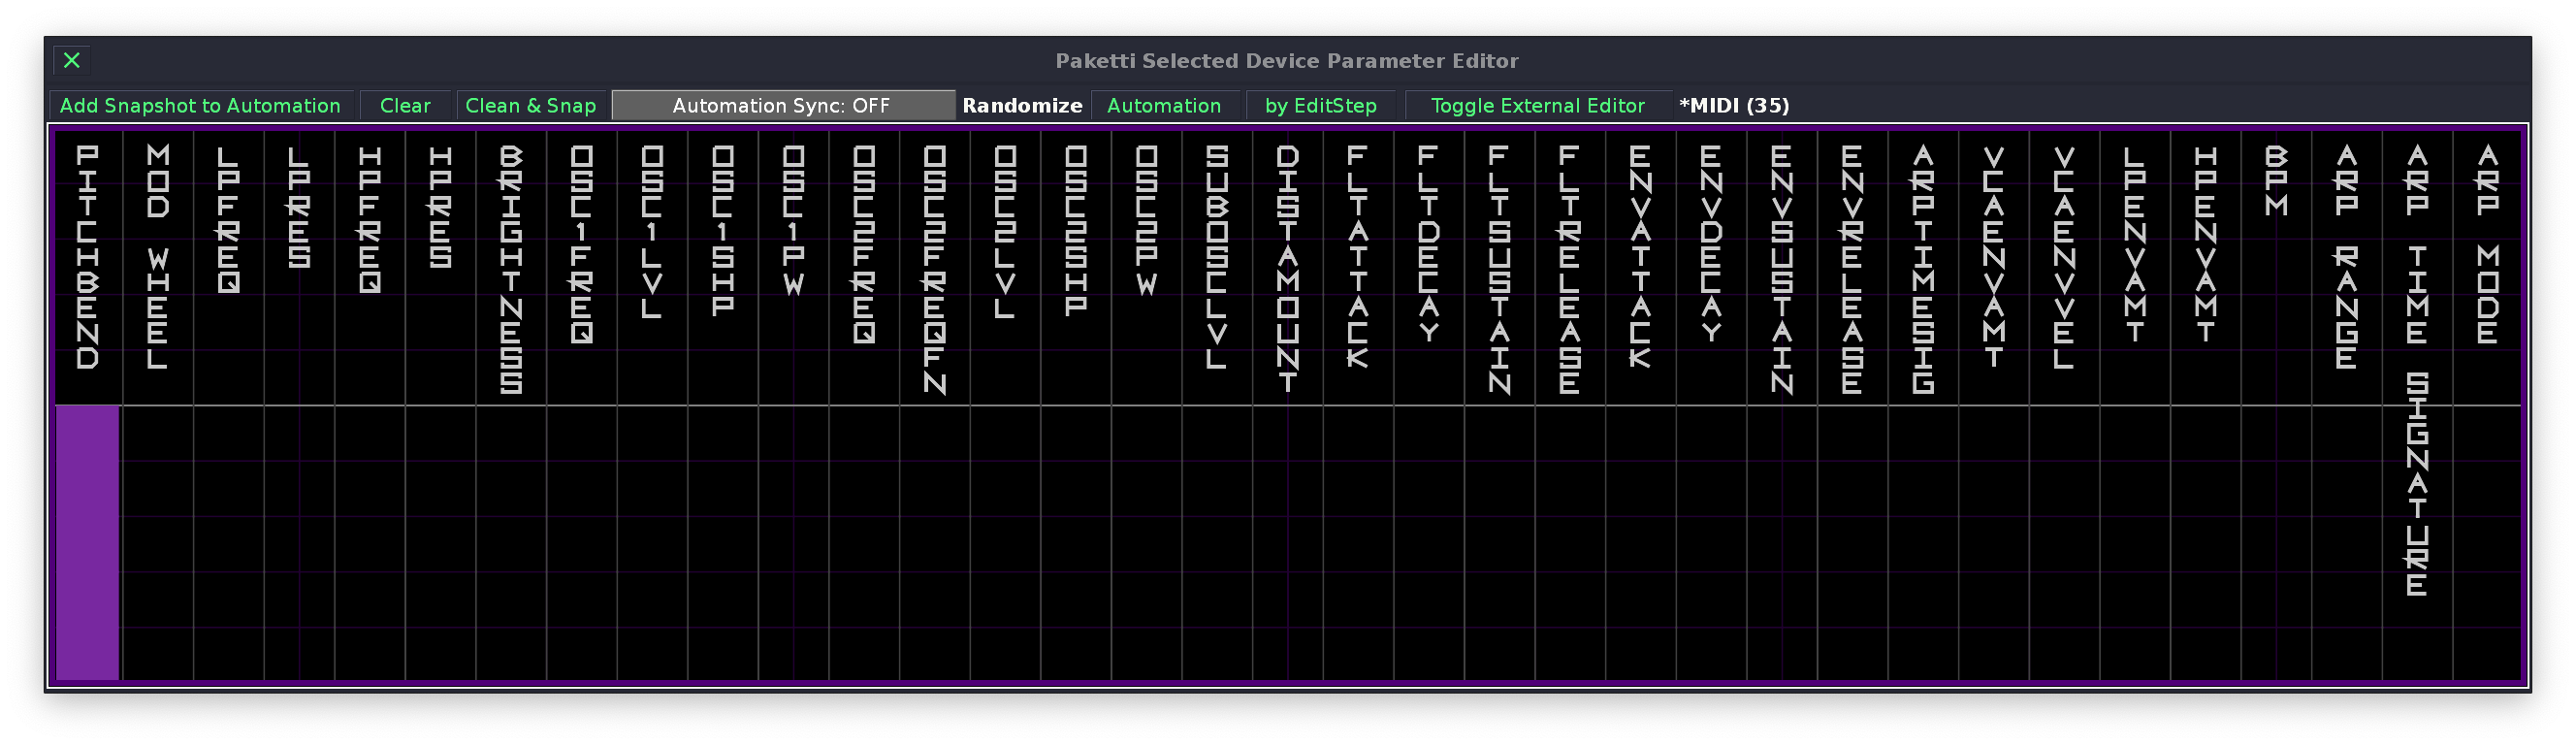 Paketti Selected Device Parameter Editor
Add Snapshot to Automation Clear Clean & Snap Automation Sync: OFF Randomize Automation by EditStep Toggle External Editor *MIDI (35)
PITCHBEND
MOD WHEEL
LPFREQ
LPRES
HPFREQ
HPRES
BRIGHTNESS
OSC1FREQ
OSC1LVL
OSC1SHP
OSC1PW
OSC2FREQ
OSC2FREQFN
OSC2LVL
OSC2SHP
OSC2PW
SUBOSCLVL
DISTAMOUNT
FLTATTACK
FLTDECAY
FLTSUSTAIN
FLTRELEASE
ENVATTACK
ENVDECAY
ENVSUSTAIN
ENVRELEASE
ARPTIMESIG
VCAENVAMT
VCAENVVEL
LPENVAMT
HPENVAMT
BPM
ARP RANGE
ARP TIME SIGNATURE
ARP MODE